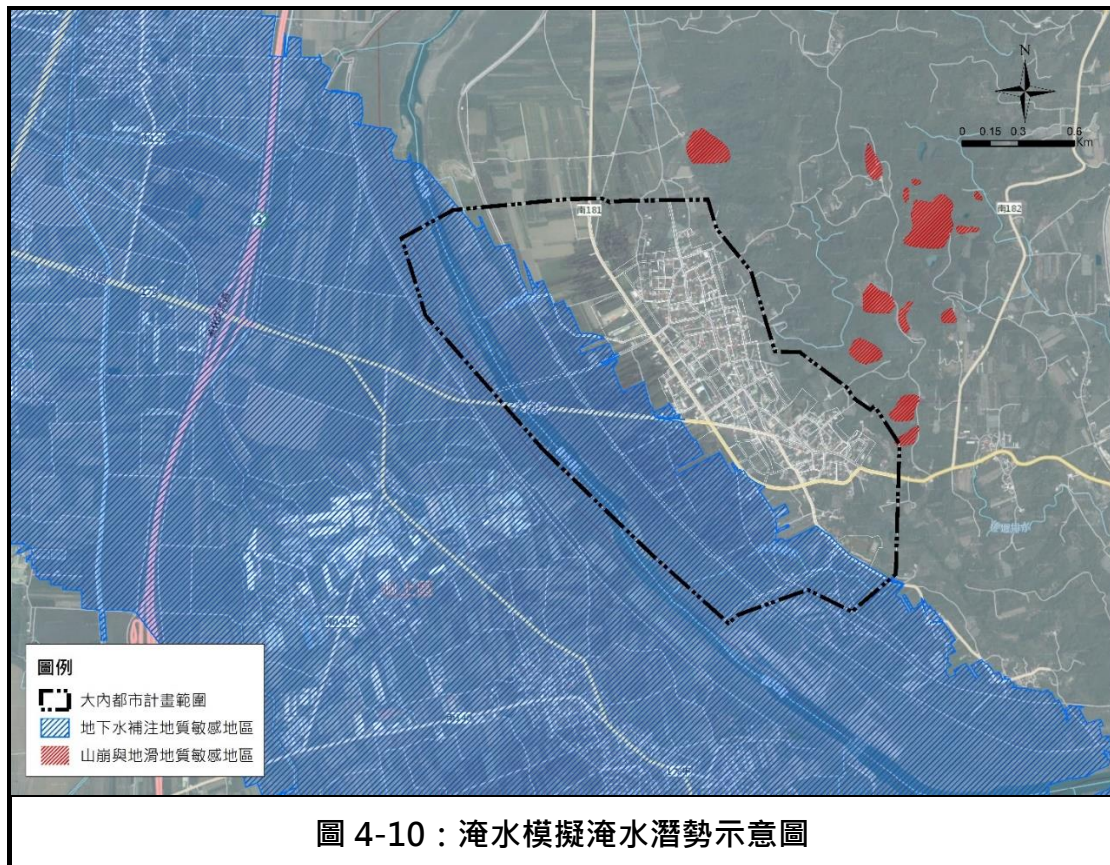 N
0 0.15 0.3 0.6
Km
南182
南181
圖例
大內都市計畫範圍
地下水補注地質敏感地區
山崩與地滑地質敏感地區
圖 4-10：淹水模擬淹水潛勢示意圖